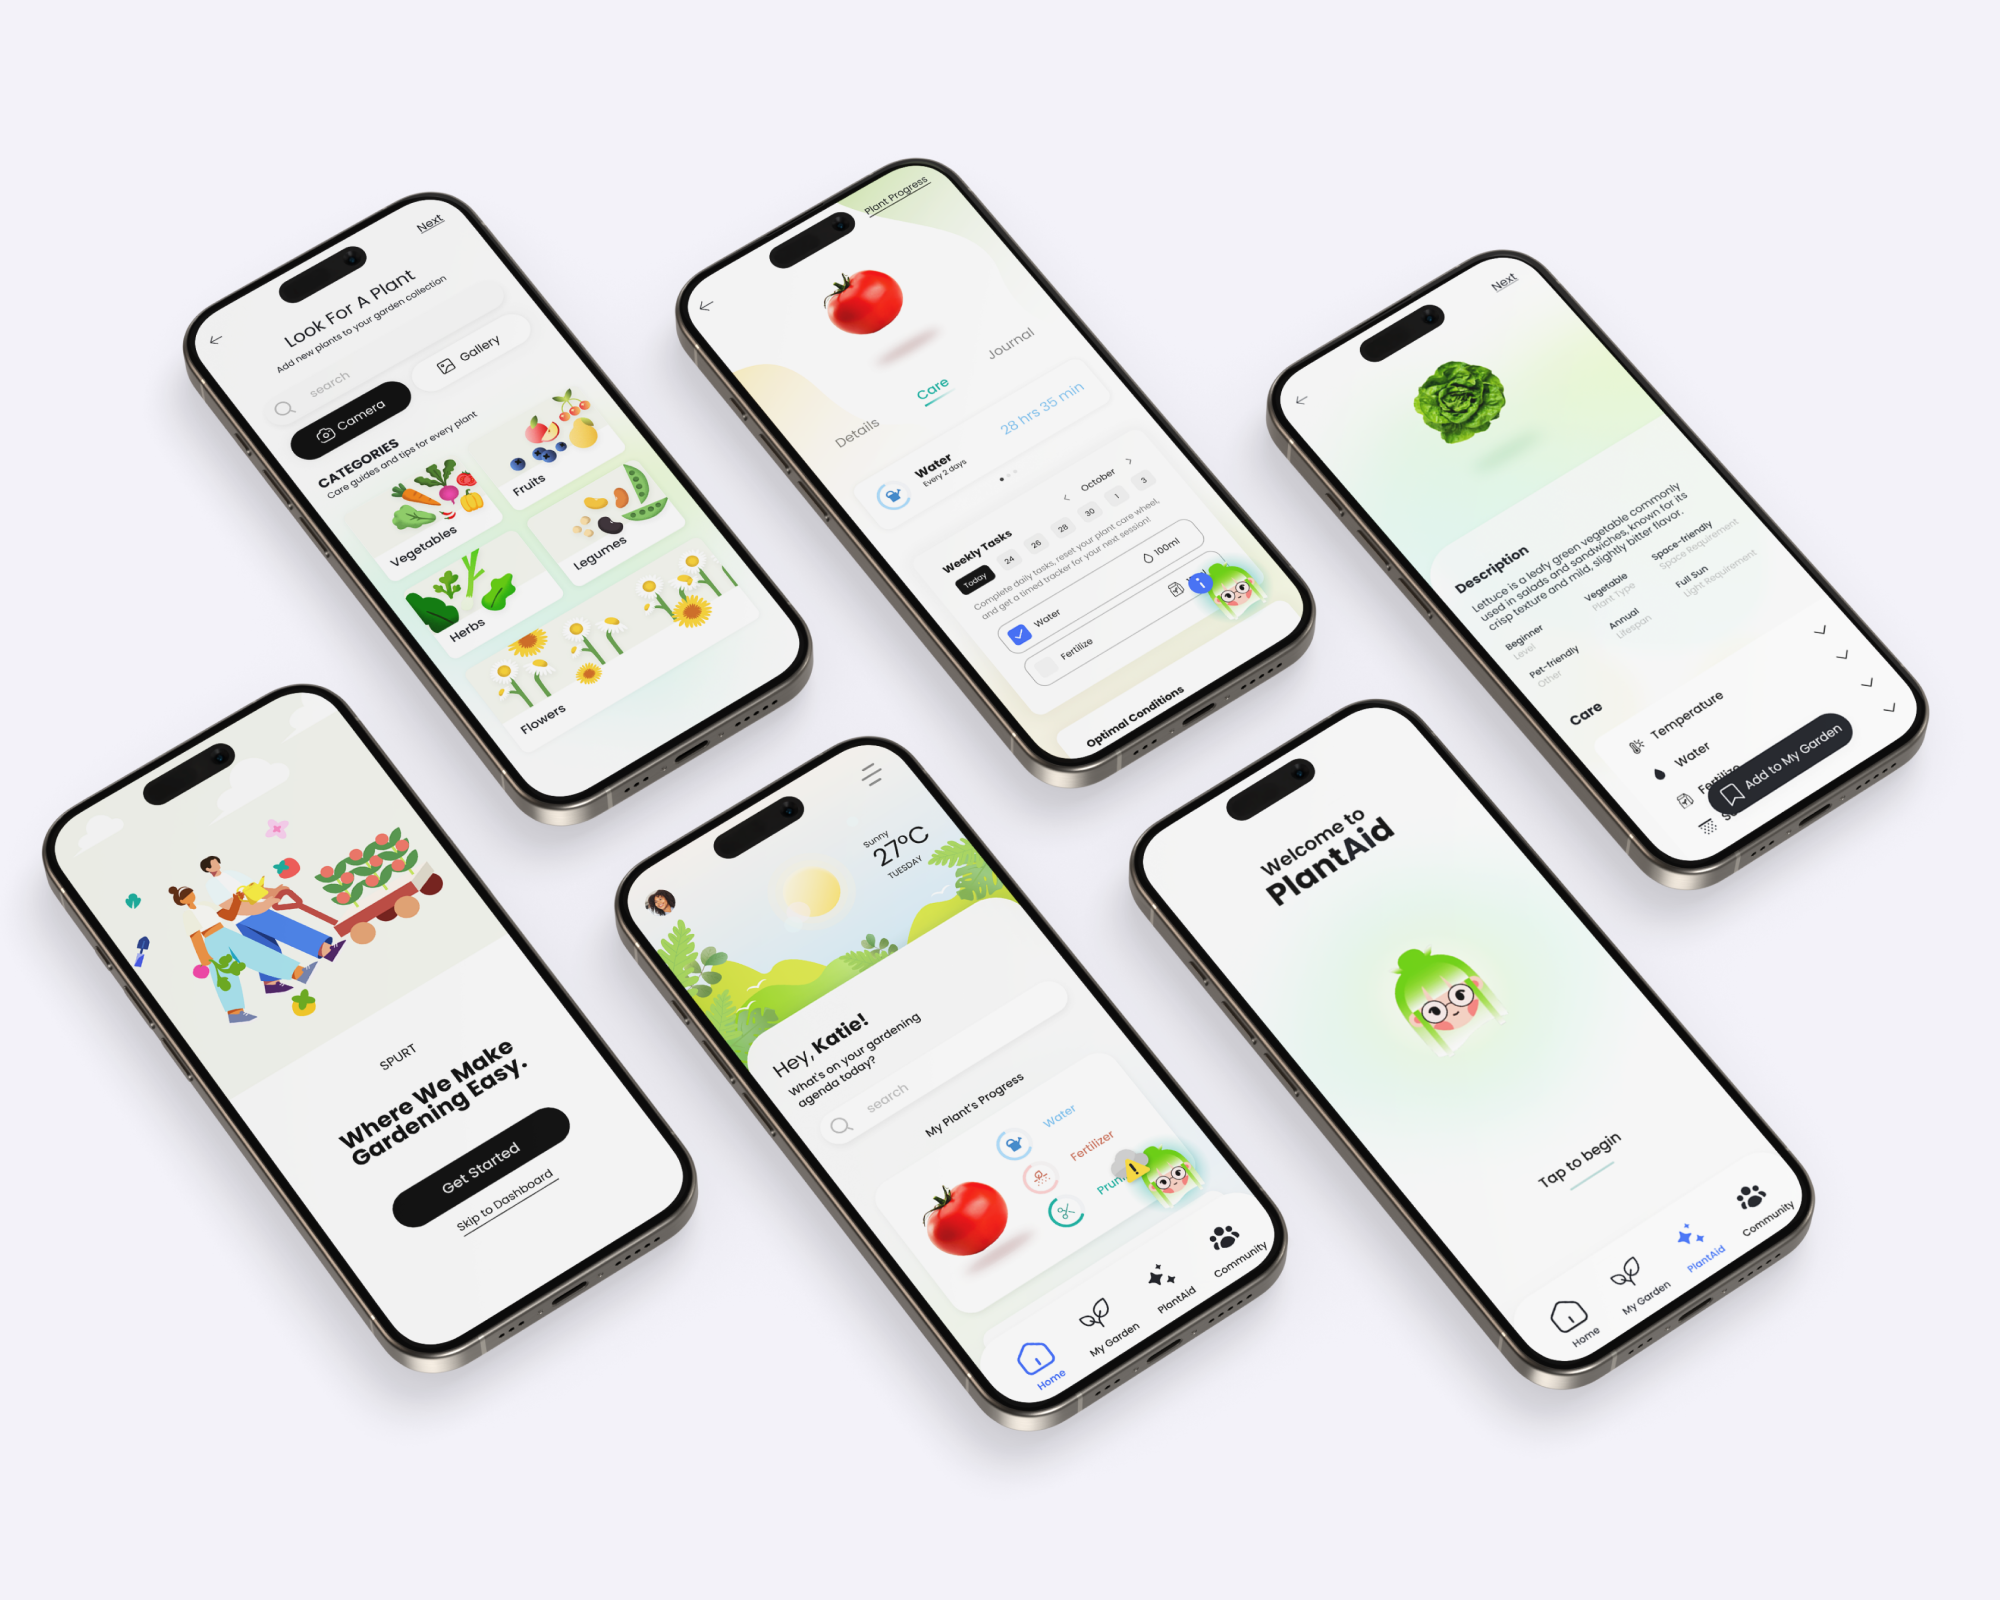 Next
Look For A Plant
Add new plants to your garden collection
search
Camera
Gallery
CATEGORIES
Care guides and tips for every plant
Vegetables
Fruits
Herbs
Legumes
Flowers
Plant Progress
Details
Care
Journal
Water
Every 2 days
28 hrs 35 min
Weekly Tasks
October
Today
24
26
28
30
1
3
Complete daily tasks, reset your plant care wheel,
and get a timed tracker for your next session!
Water
100ml
Fertilize
Optimal Conditions
Next
Description
Lettuce is a leafy green vegetable commonly
used in salads and sandwiches, known for its
crisp texture and mild, slightly bitter flavor.
Beginner
Level
Vegetable
Plant Type
Space-friendly
Space Requirement
Pet-friendly
Other
Annual
Lifespan
Full Sun
Light Requirement
Care
Temperature
Water
Add to My Garden
SPURT
Where We Make
Gardening Easy.
Get Started
Skip to Dashboard
Sunny
27°C
TUESDAY
Hey, Katie!
What's on your gardening
agenda today?
search
My Plant's Progress
Water
Fertilizer
Home
My Garden
PlantAid
Community
Welcome to
PlantAid
Tap to begin
Home
My Garden
PlantAid
Community